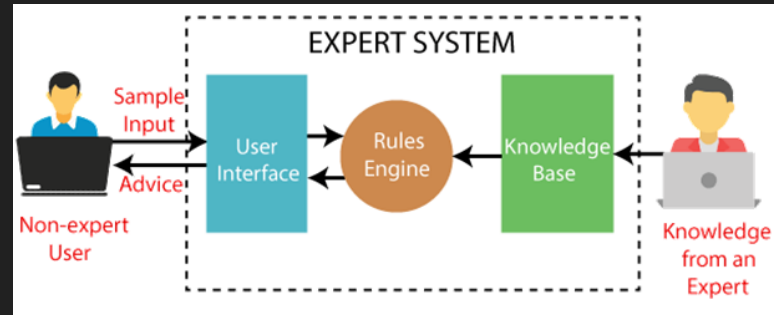 EXPERT SYSTEM
Sample
Input
Advice
User
Interface
Rules
Engine
Knowledge
Base
Non-expert
User
Knowledge
from an
Expert